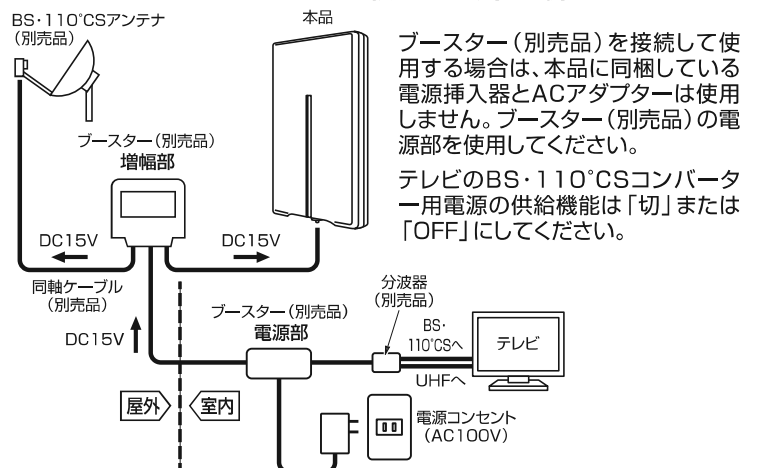 BS・110°CSアンテナ
(別売品)
本品
ブースター(別売品)を接続して使
用する場合は、本品に同梱している
電源挿入器とACアダプターは使用
しません。ブースター(別売品)の電
源部を使用してください。
テレビのBS・110°CSコンバータ
ー用電源の供給機能は「切」または
「OFF」にしてください。
ブースター(別売品)
増幅部
DC15V
DC15V
同軸ケーブル
(別売品)
DC15V
ブースター(別売品)
電源部
分波器
(別売品)
BS・
110°CSへ
テレビ
UHFへ
屋外
室内
電源コンセント
(AC100V)